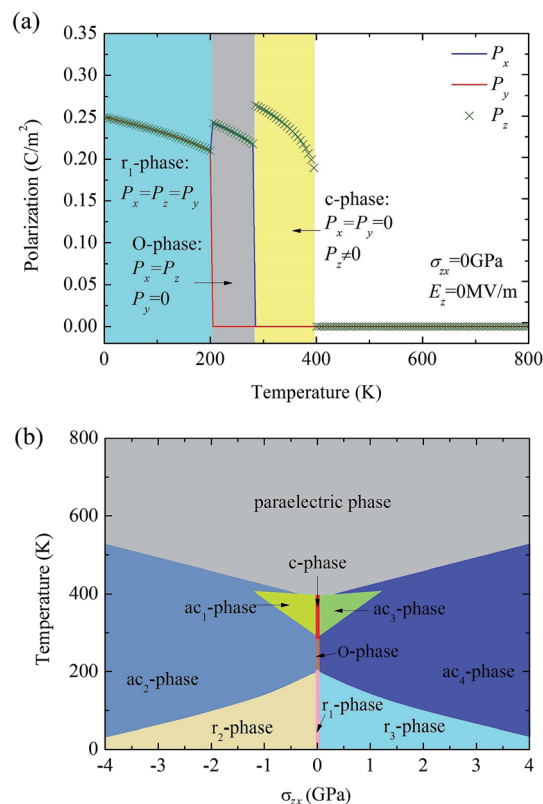 (a)
0.35
0.30
0.25
0.20
0.15
0.10
0.05
0.00
Polarization (C/m²)
Pₓ
P_y
P_z
r₁-phase:
Pₓ=P_z=P_y
O-phase:
Pₓ=P_z
P_y=0
c-phase:
Pₓ=P_y=0
P_z≠0
σ_zx=0GPa
E_z=0MV/m
0 200 400 600 800
Temperature (K)
(b)
800
600
400
200
0
Temperature (K)
paraelectric phase
c-phase
ac₁-phase
ac₃-phase
O-phase
ac₂-phase
ac₄-phase
r₁-phase
r₂-phase
r₃-phase
-4 -3 -2 -1 0 1 2 3 4
σ_zx (GPa)